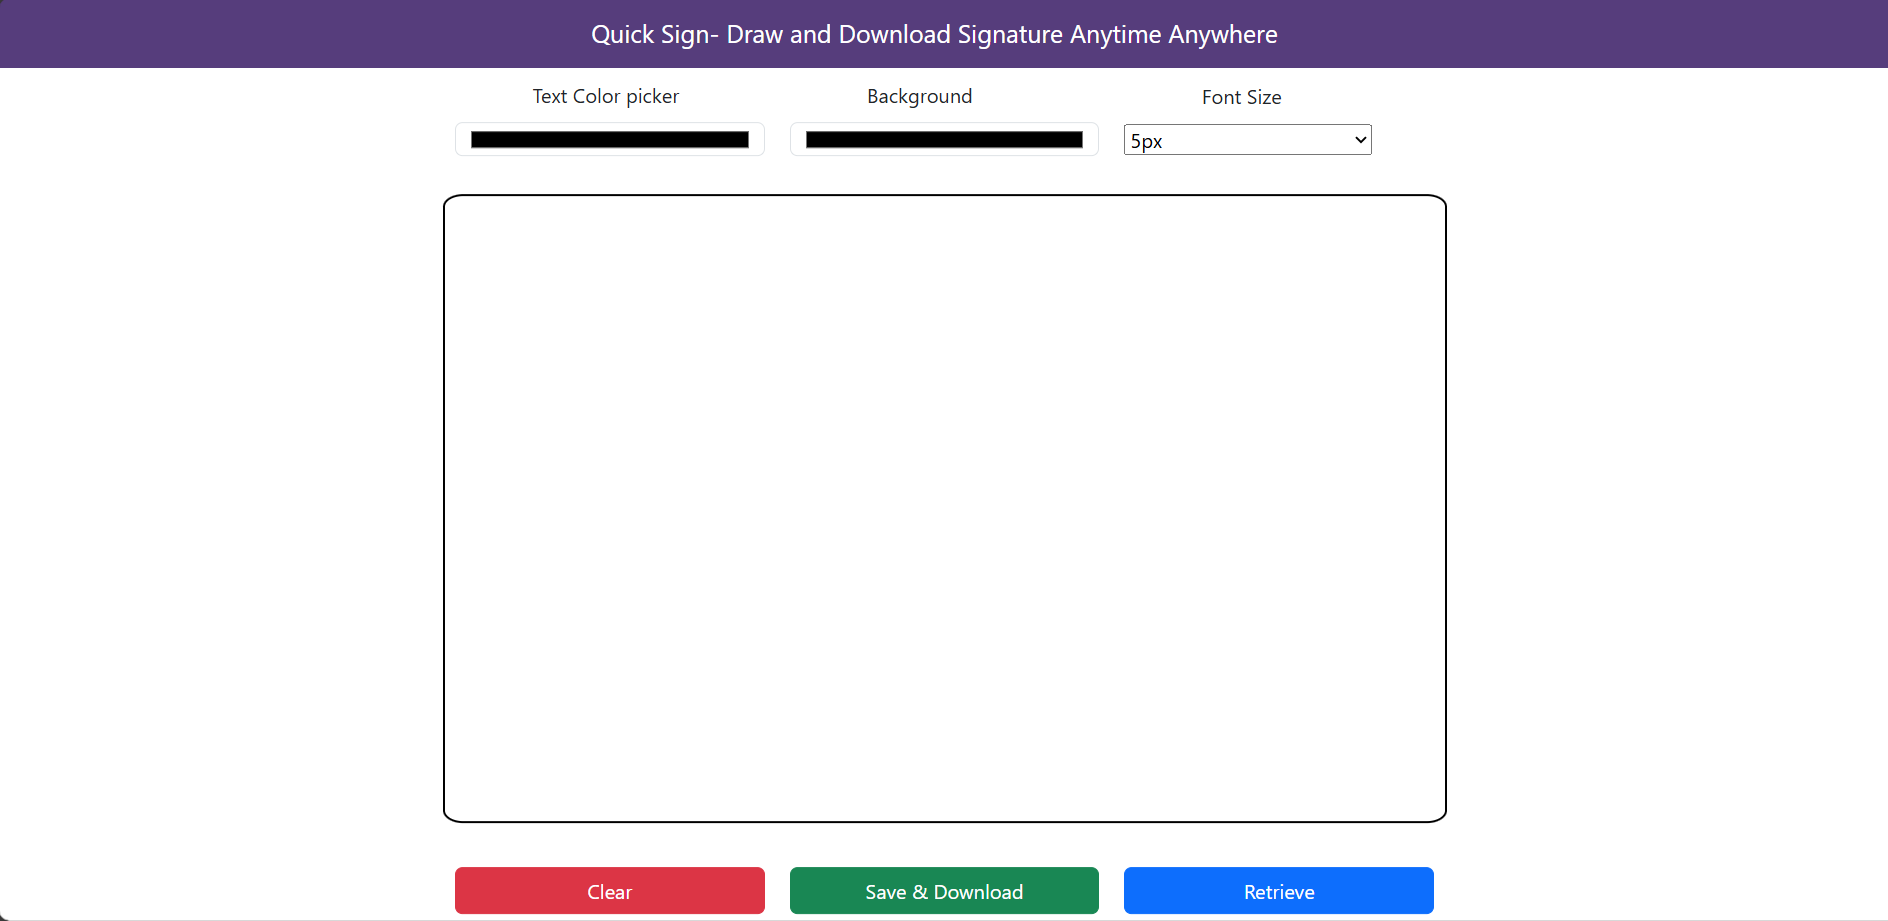 Quick Sign- Draw and Download Signature Anytime Anywhere
Text Color picker
Background
Font Size
5px
Clear
Save & Download
Retrieve